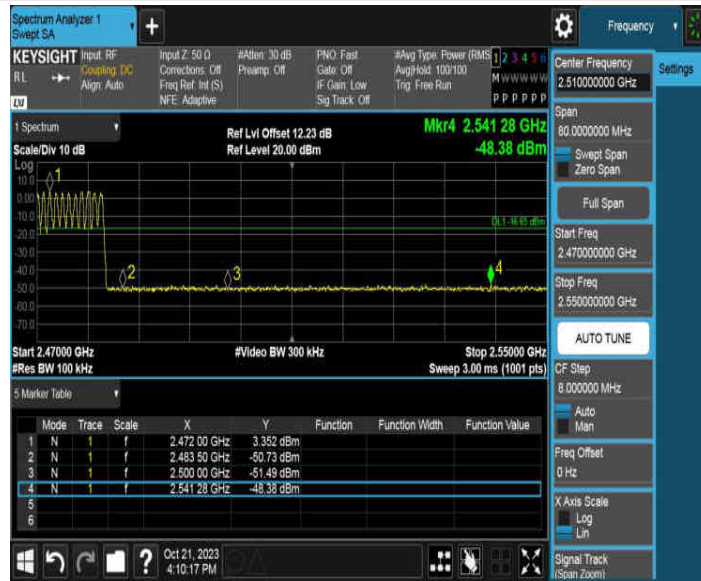 Spectrum Analyzer 1
Swept SA
Frequency
KEYSIGHT
RL
LXI
Input: RF
Coupling: DC
Align: Auto
Input Z: 50 Ω
Corrections: Off
Freq Ref: Int (S)
NFE: Adaptive
#Atten: 30 dB
Preamp: Off
PNO: Fast
Gate: Off
IF Gain: Low
Sig Track: Off
#Avg Type: Power (RMS
Avg|Hold: 100/100
Trig: Free Run
1 2 3 4 5 6
M W W W W W
P P P P P P
1 Spectrum
Scale/Div 10 dB
Ref Lvl Offset 12.23 dB
Ref Level 20.00 dBm
Mkr4 2.541 28 GHz
-48.38 dBm
Log
10.0
0.00
-10.0
-20.0
-30.0
-40.0
-50.0
-60.0
-70.0
1
2
3
4
DL1 -16.65 dBm
Start 2.47000 GHz
#Res BW 100 kHz
#Video BW 300 kHz
Stop 2.55000 GHz
Sweep 3.00 ms (1001 pts)
5 Marker Table
Mode Trace Scale X Y Function Function Width Function Value
1 N 1 f 2.472 00 GHz 3.352 dBm
2 N 1 f 2.483 50 GHz -50.73 dBm
3 N 1 f 2.500 00 GHz -51.49 dBm
4 N 1 f 2.541 28 GHz -48.38 dBm
5
6
?
Oct 21, 2023
4:10:17 PM
Center Frequency
2.510000000 GHz
Settings
Span
80.0000000 MHz
Swept Span
Zero Span
Full Span
Start Freq
2.470000000 GHz
Stop Freq
2.550000000 GHz
AUTO TUNE
CF Step
8.000000 MHz
Auto
Man
Freq Offset
0 Hz
X Axis Scale
Log
Lin
Signal Track
(Span Zoom)